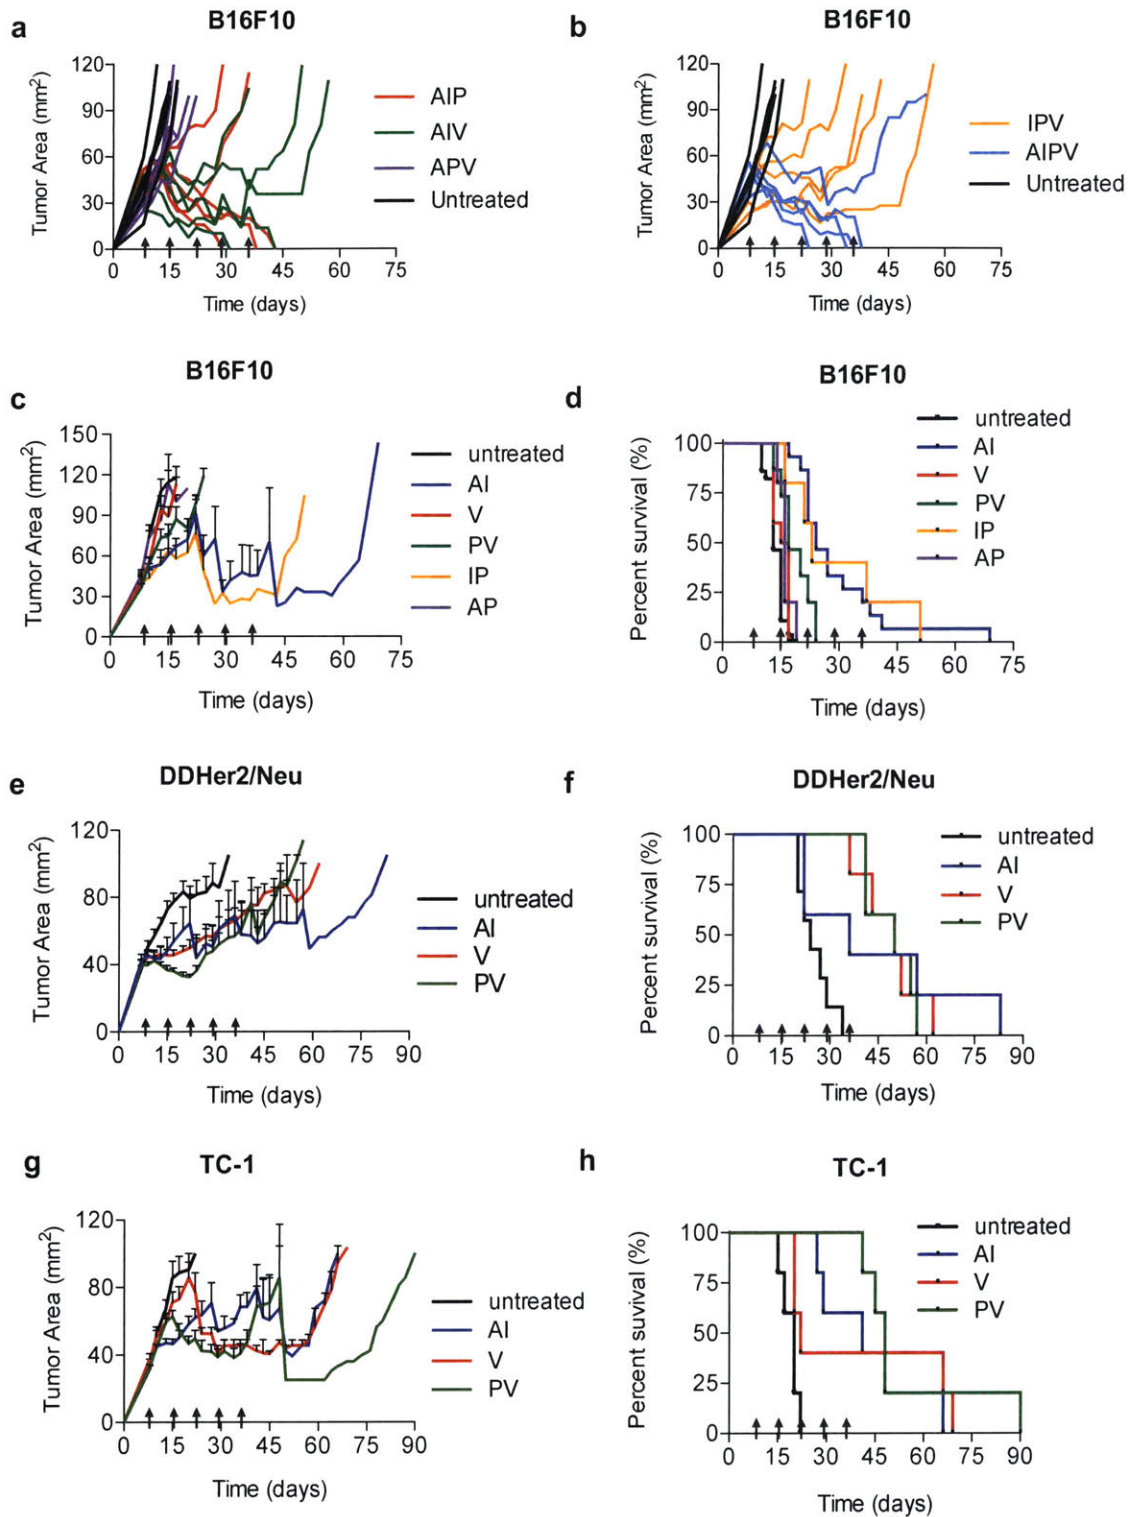 a
B16F10
Tumor Area (mm²)
120
90
60
30
0
0 15 30 45 60 75
Time (days)
AIP
AIV
APV
Untreated
b
B16F10
Tumor Area (mm²)
120
90
60
30
0
0 15 30 45 60 75
Time (days)
IPV
AIPV
Untreated
c
B16F10
Tumor Area (mm²)
150
120
90
60
30
0
0 15 30 45 60 75
Time (days)
untreated
AI
V
PV
IP
AP
d
B16F10
Percent survival (%)
100
75
50
25
0
0 15 30 45 60 75
Time (days)
untreated
AI
V
PV
IP
AP
e
DDHer2/Neu
Tumor Area (mm²)
120
80
40
0
0 15 30 45 60 75 90
Time (days)
untreated
AI
V
PV
f
DDHer2/Neu
Percent survival (%)
100
75
50
25
0
0 15 30 45 60 75 90
Time (days)
untreated
AI
V
PV
g
TC-1
Tumor Area (mm²)
120
80
40
0
0 15 30 45 60 75 90
Time (days)
untreated
AI
V
PV
h
TC-1
Percent survival (%)
100
75
50
25
0
0 15 30 45 60 75 90
Time (days)
untreated
AI
V
PV